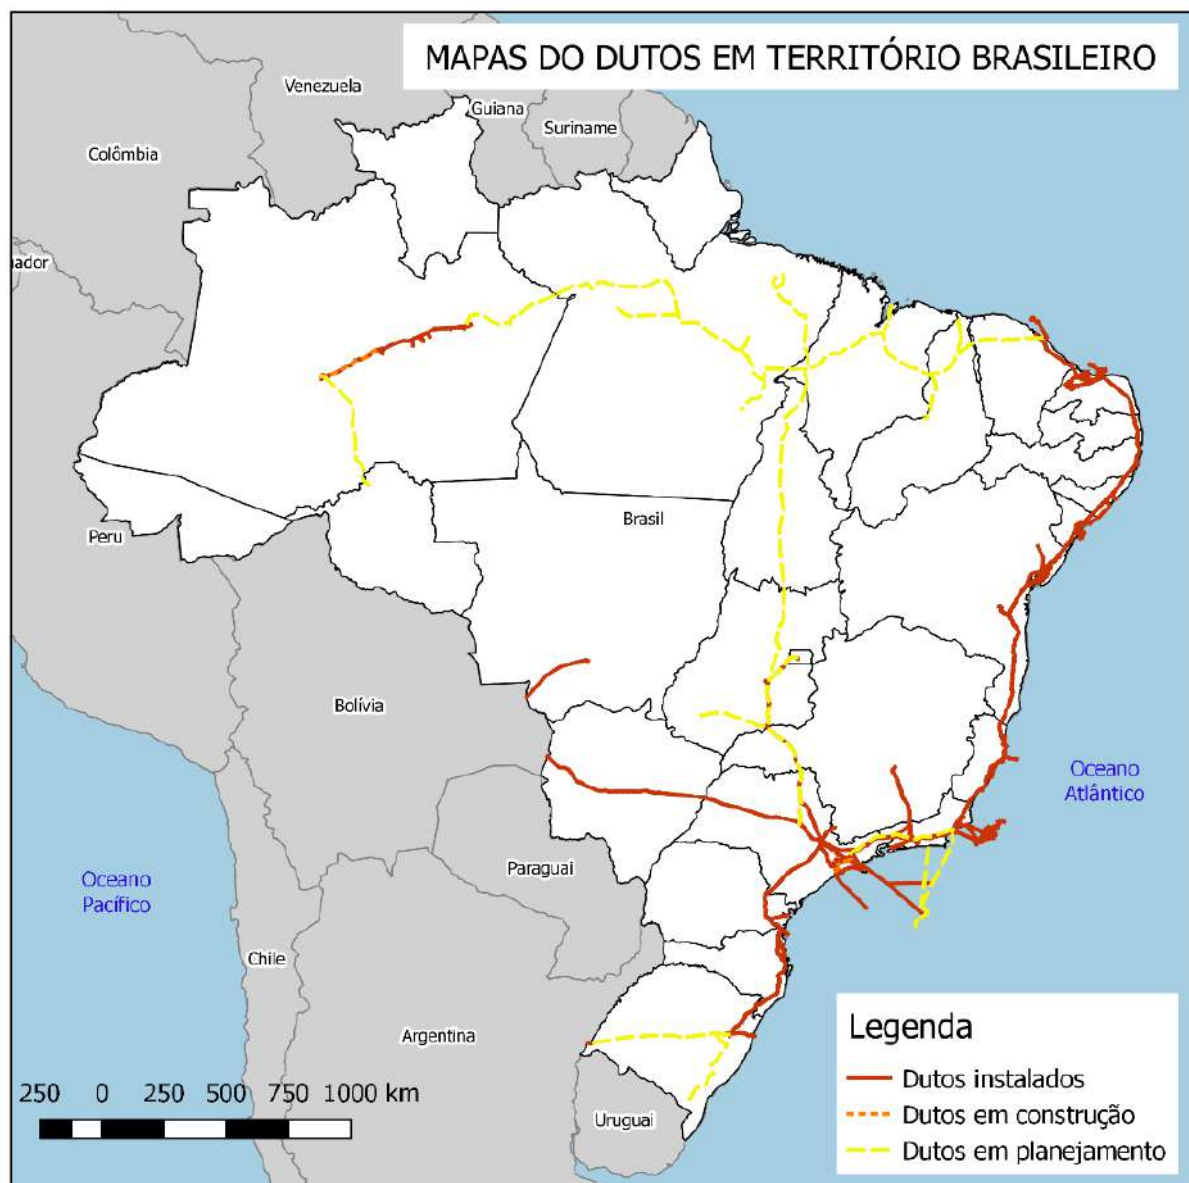 MAPAS DO DUTOS EM TERRITÓRIO BRASILEIRO
Venezuela
Guiana
Suriname
Colômbia
uador
Peru
Brasil
Bolívia
Oceano
Atlântico
Paraguai
Oceano
Pacífico
Chile
Argentina
Uruguai
250 0 250 500 750 1000 km
Legenda
Dutos instalados
Dutos em construção
Dutos em planejamento